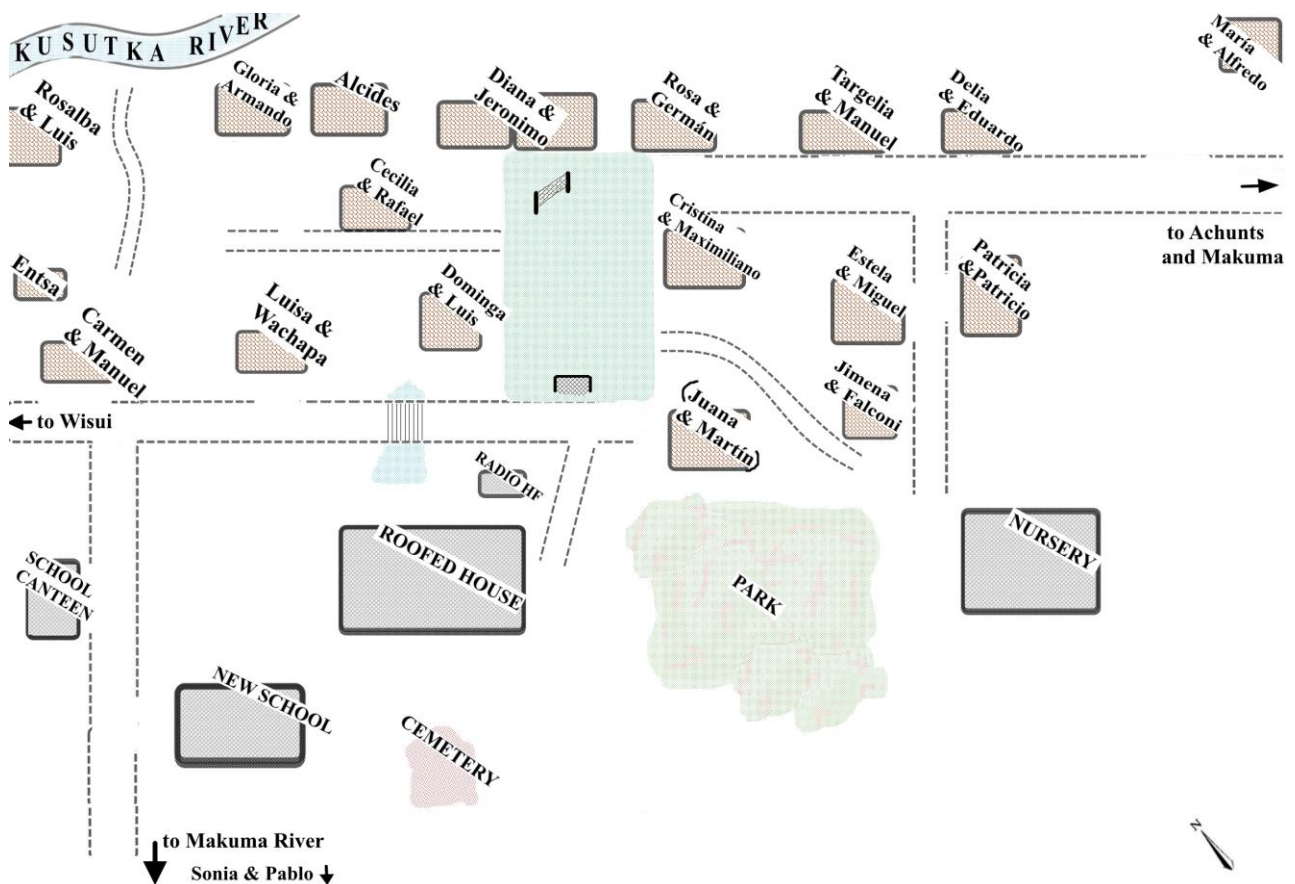 KUSUTKA RIVER
María
& Alfredo
Rosalba
& Luis
Gloria &
Armando
Alcides
Diana &
Jeronimo
Rosa &
Germán
Targelia
& Manuel
Delia
& Eduardo
Cecilia
& Rafael
Cristina
& Maximiliano
to Achunts
and Makuma
Entsa
Carmen
& Manuel
Luisa &
Wachapa
Dominga
& Luis
Estela
& Miguel
Patricia
&Patricio
Jimena
& Falconi
(Juana
& Martín)
to Wisui
RADIO HF
ROOFED HOUSE
SCHOOL
CANTEEN
PARK
NURSERY
NEW SCHOOL
CEMETERY
to Makuma River
Sonia & Pablo
N